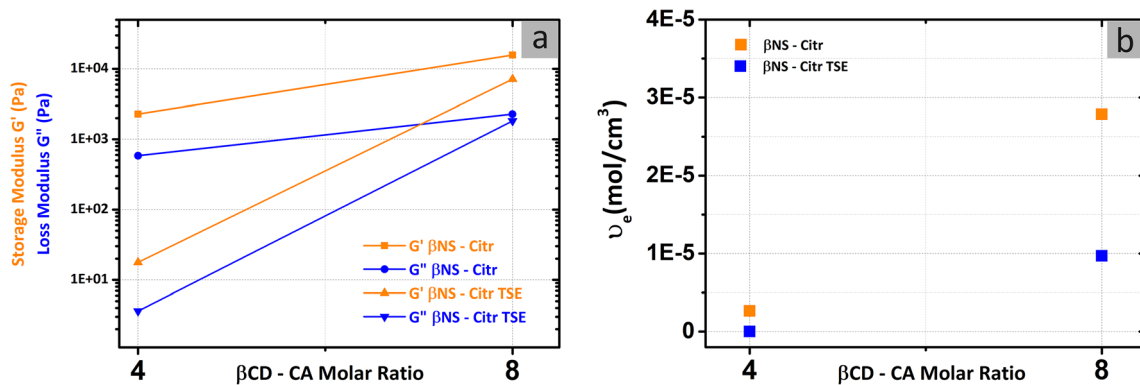 a
Storage Modulus G' (Pa)
Loss Modulus G" (Pa)
1E+04
1E+03
1E+02
1E+01
G' βNS - Citr
G" βNS - Citr
G' βNS - Citr TSE
G" βNS - Citr TSE
4
8
βCD - CA Molar Ratio
b
υe(mol/cm³)
4E-5
3E-5
2E-5
1E-5
0
βNS - Citr
βNS - Citr TSE
4
8
βCD - CA Molar Ratio